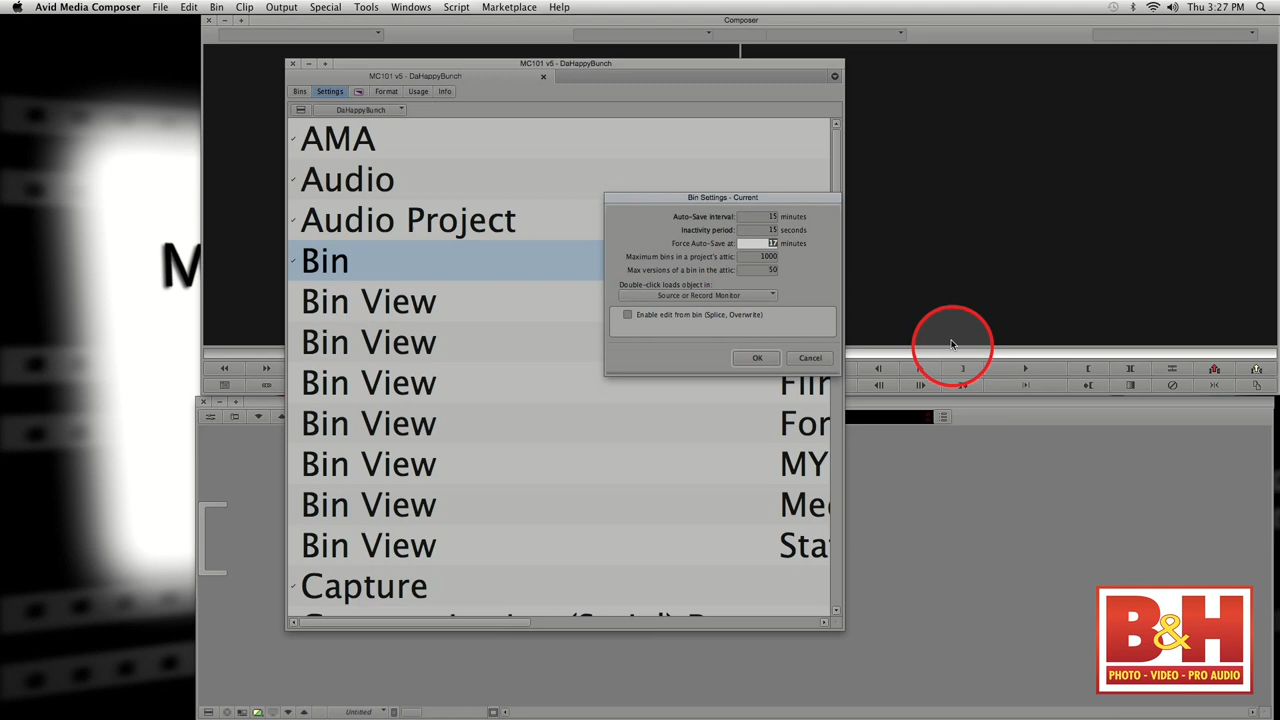 Avid Media Composer File Edit Bin Clip Output Special Tools Windows Script Marketplace Help Thu 3:27 PM
Composer
MC101 v5 - DaHappyBunch
MC101 v5 - DaHappyBunch
Bins Settings Format Usage Info
DaHappyBunch
AMA
Audio
Audio Project
Bin
Bin View
Bin View
Bin View
Bin View
For
Bin View
MY
Bin View
Bin View
Sta
Capture
Bin Settings - Current
Auto-Save interval: 15 minutes
Inactivity period: 15 seconds
Force Auto-Save at: 17 minutes
Maximum bins in a project's attic: 1000
Max versions of a bin in the attic: 50
Double-click loads object in:
Source or Record Monitor
Enable edit from bin (Splice, Overwrite)
OK Cancel
M
Untitled
B&H
PHOTO - VIDEO - PRO AUDIO